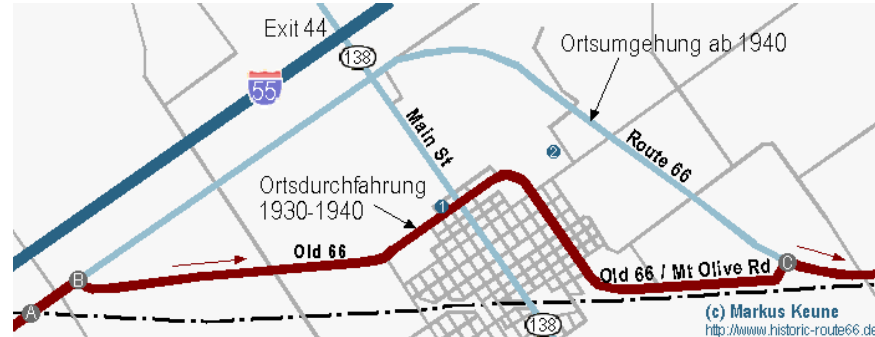 Exit 44
138
Ortsumgehung ab 1940
55
Main St
Route 66
2
Ortsdurchfahrung
1930-1940
1
Old 66
B
C
Old 66 / Mt Olive Rd
A
138
(c) Markus Keune
http://www.historic-route66.de